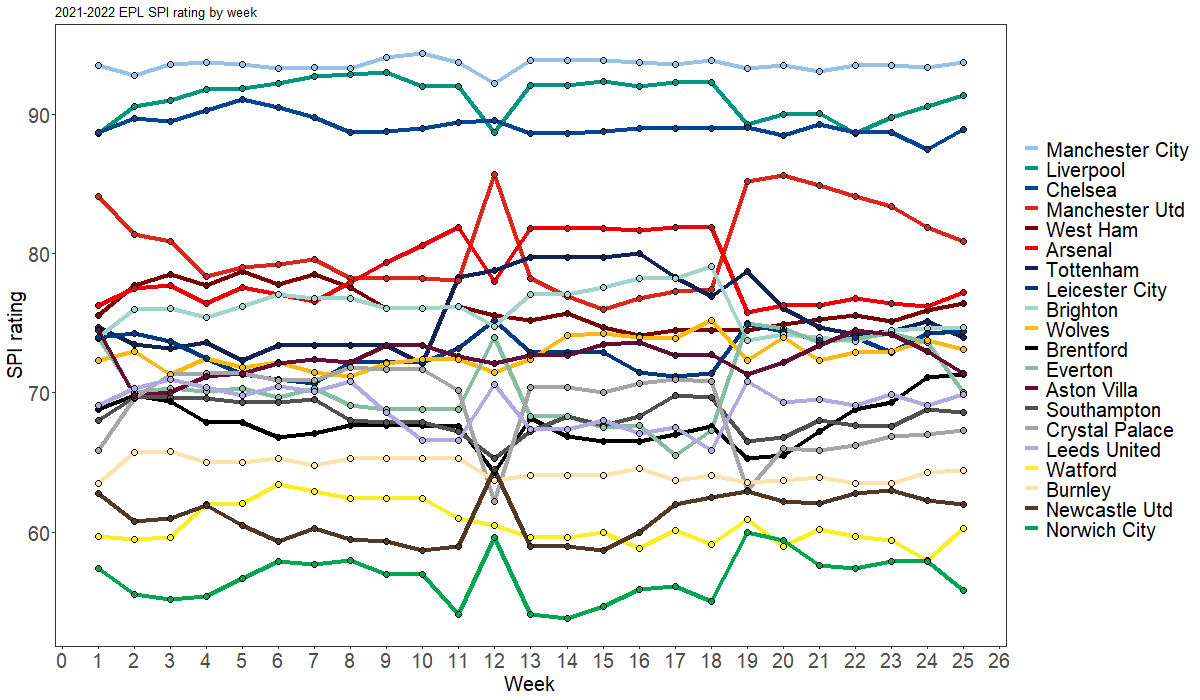 2021-2022 EPL SPI rating by week
SPI rating
90
80
70
60
0 1 2 3 4 5 6 7 8 9 10 11 12 13 14 15 16 17 18 19 20 21 22 23 24 25 26
Week
Manchester City
Liverpool
Chelsea
Manchester Utd
West Ham
Arsenal
Tottenham
Leicester City
Brighton
Wolves
Brentford
Everton
Aston Villa
Southampton
Crystal Palace
Leeds United
Watford
Burnley
Newcastle Utd
Norwich City